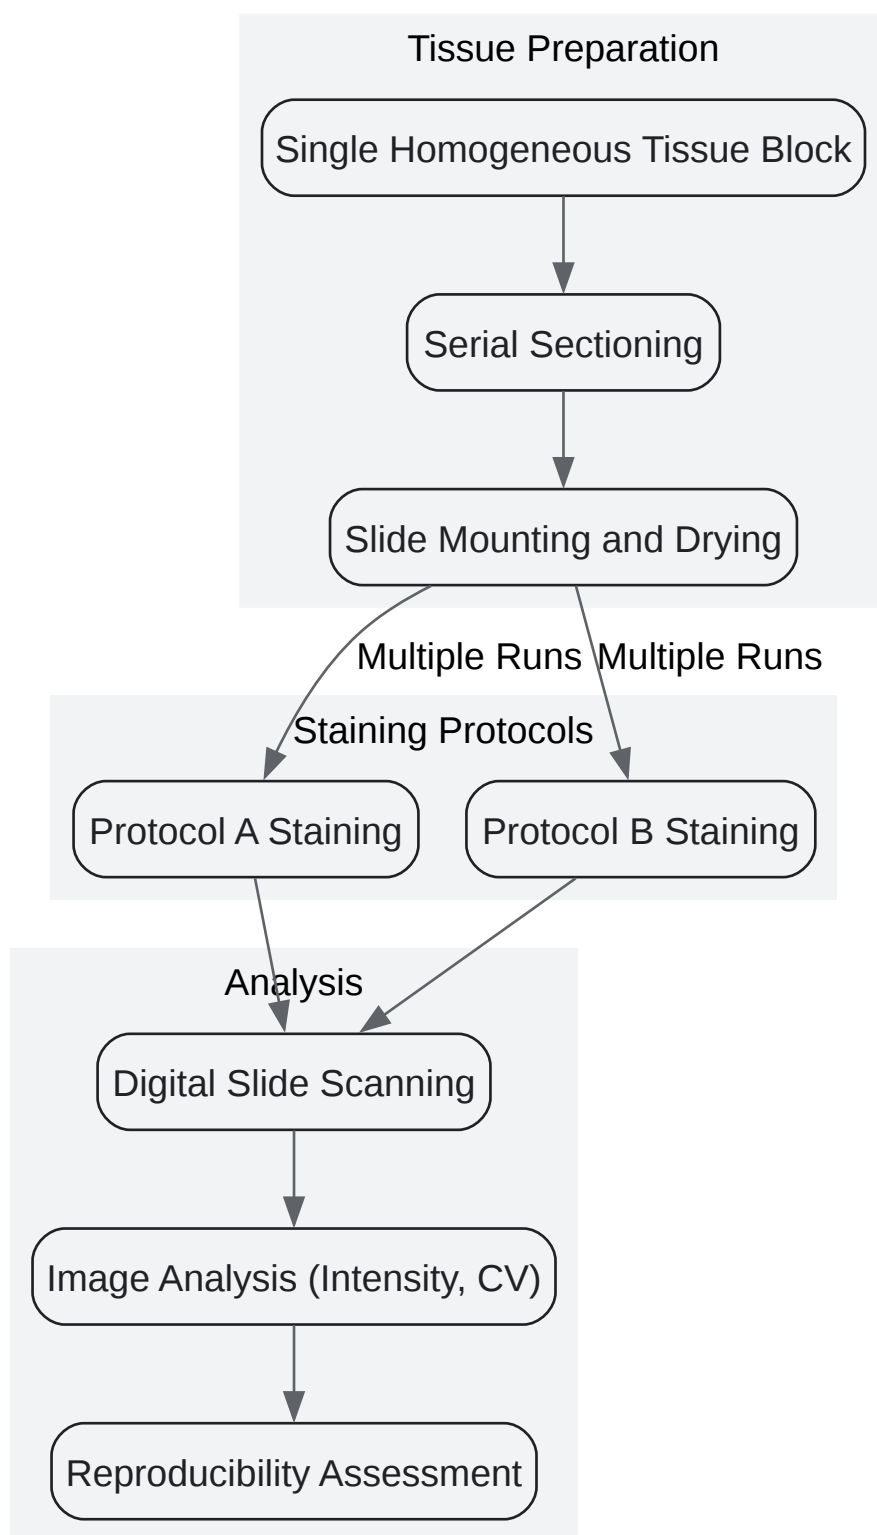 Tissue Preparation
Single Homogeneous Tissue Block
Serial Sectioning
Slide Mounting and Drying
Multiple Runs
Multiple Runs
Staining Protocols
Protocol A Staining
Protocol B Staining
Analysis
Digital Slide Scanning
Image Analysis (Intensity, CV)
Reproducibility Assessment